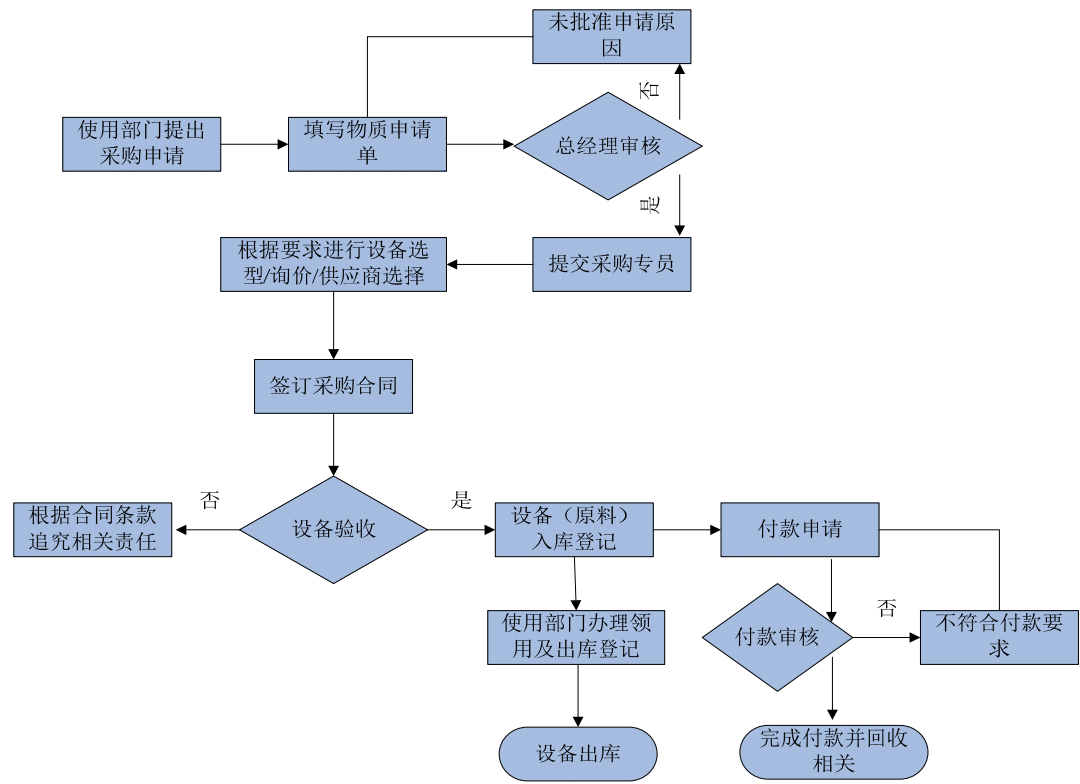 未批准申请原
因
否
使用部门提出
采购申请
填写物质申请
单
总经理审核
是
根据要求进行设备选
型/询价/供应商选择
提交采购专员
签订采购合同
否
是
根据合同条款
追究相关责任
设备验收
设备（原料）
入库登记
付款申请
使用部门办理领
用及出库登记
付款审核
否
不符合付款要
求
设备出库
完成付款并回收
相关